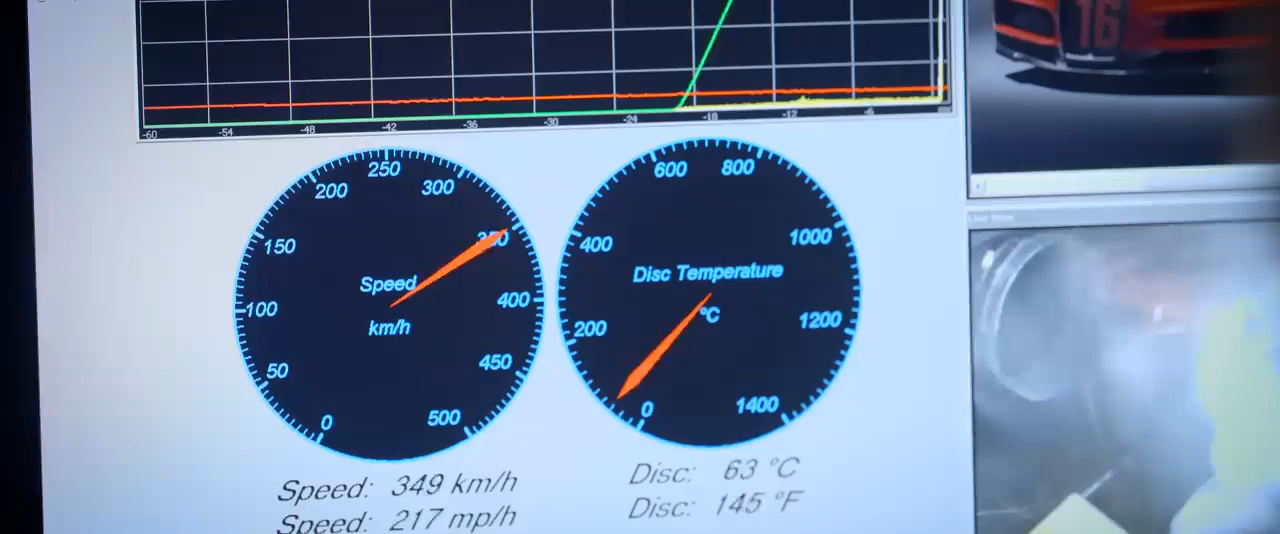 16
-60 -54 -48 -42 -36 -30 -24 -18 -12 -6
0 50 100 150 200 250 300 350 400 450 500
Speed
km/h
0 200 400 600 800 1000 1200 1400
Disc Temperature
°C
Speed: 349 km/h
Speed: 217 mp/h
Disc: 63 °C
Disc: 145 °F